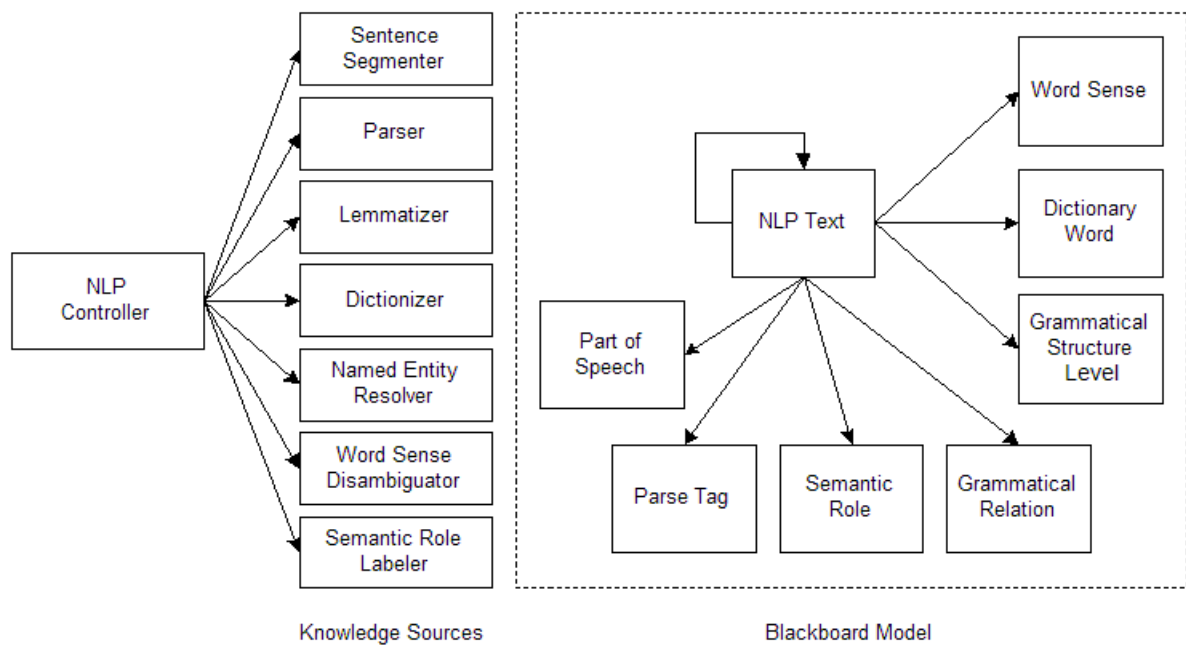 NLP
Controller
Sentence
Segmenter
Parser
Lemmatizer
Dictionizer
Named Entity
Resolver
Word Sense
Disambiguator
Semantic Role
Labeler
Knowledge Sources
NLP Text
Word Sense
Dictionary
Word
Grammatical
Structure
Level
Part of
Speech
Parse Tag
Semantic
Role
Grammatical
Relation
Blackboard Model